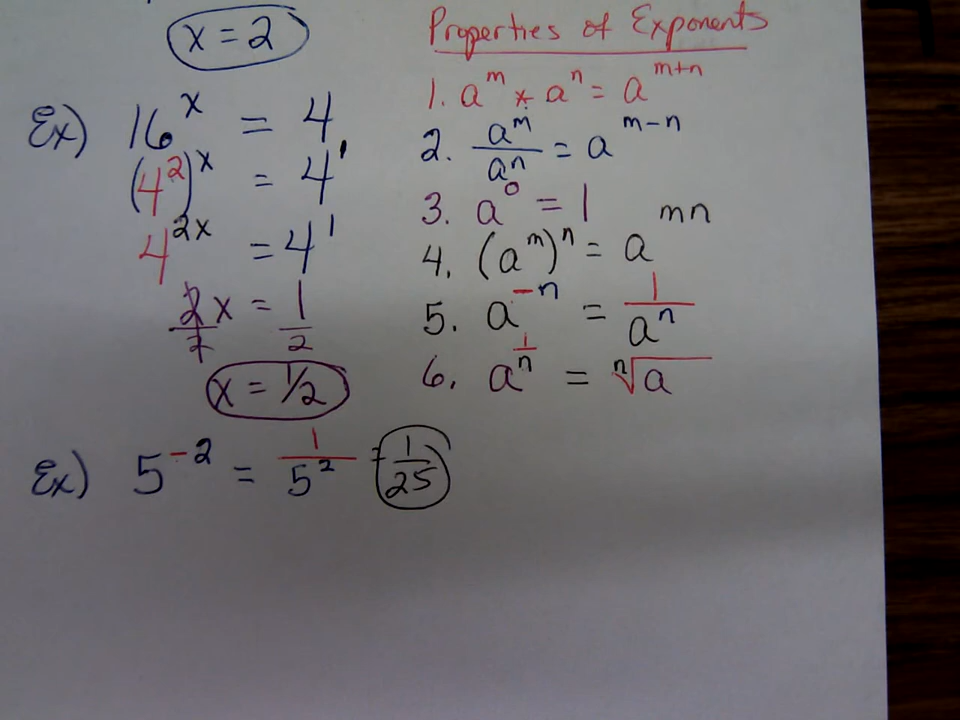 x = 2
Ex) 16^x = 4
(4^2)^x = 4^1
4^2x = 4^1
2x/2 = 1/2
x = 1/2
Ex) 5^-2 = 1/5^2 = 1/25
Properties of Exponents
1. a^m * a^n = a^m+n
2. a^m/a^n = a^m-n
3. a^0 = 1
4. (a^m)^n = a^mn
5. a^-n = 1/a^n
6. a^1/n = n√a